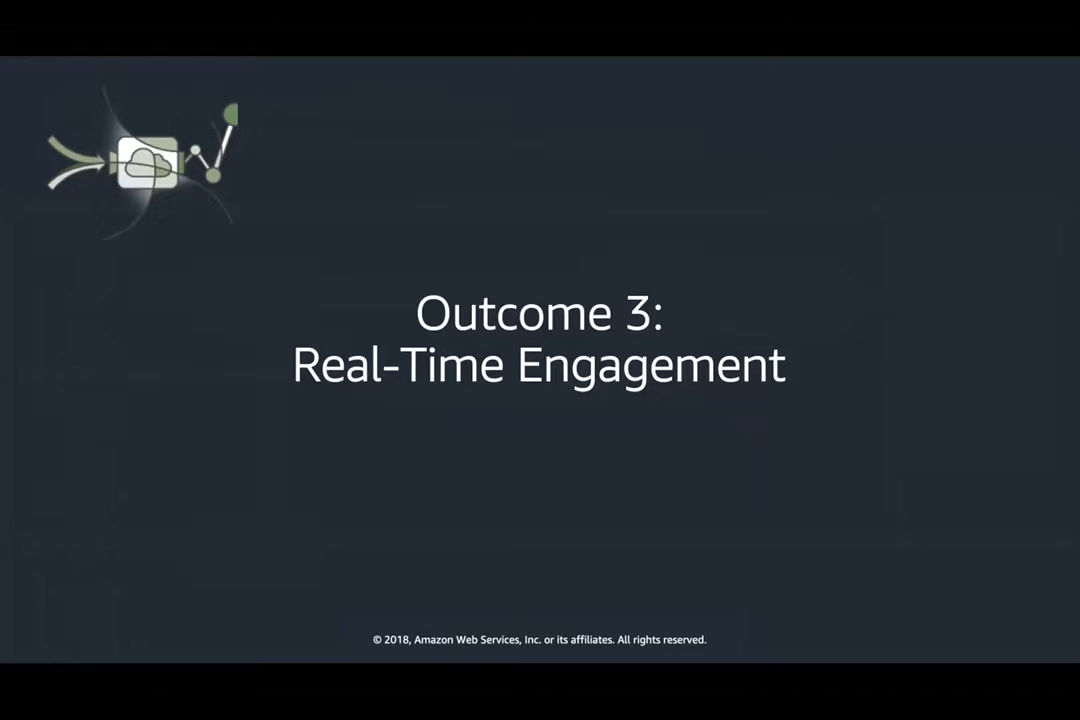 Outcome 3:
Real-Time Engagement
© 2018, Amazon Web Services, Inc. or its affiliates. All rights reserved.